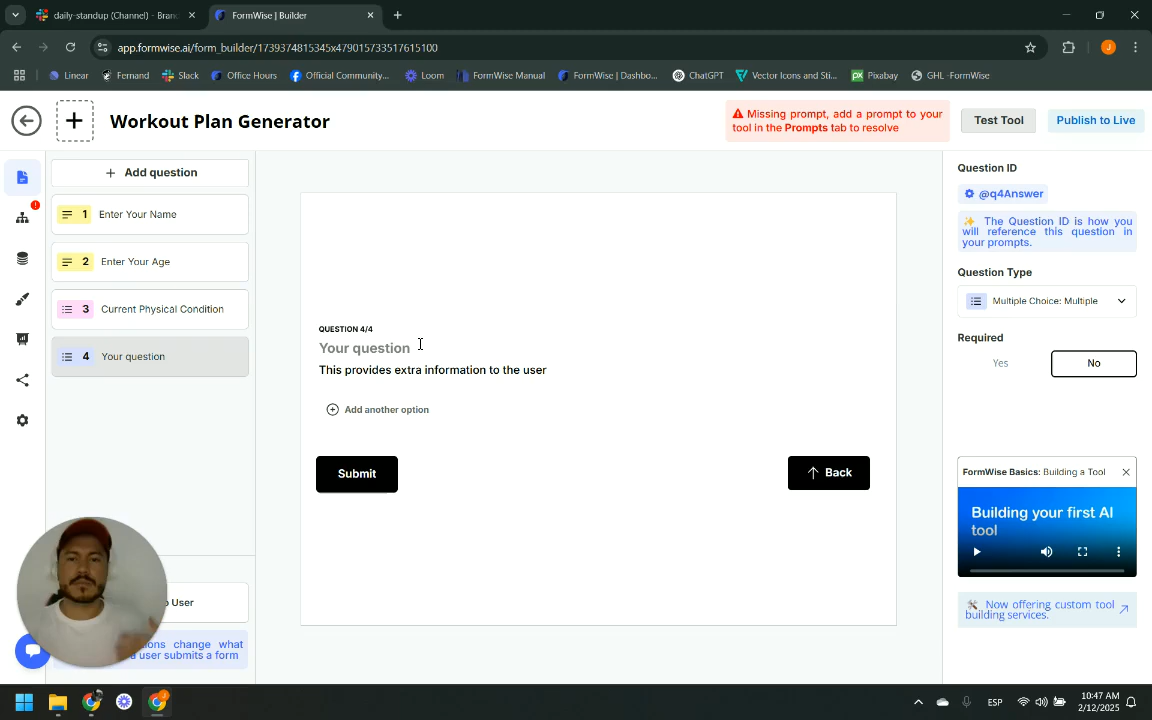 daily-standup (Channel) - Bran
FormWise | Builder
app.formwise.ai/form_builder/1739374815345x479015733517615100
Linear
Fernand
Slack
Office Hours
Official Community...
Loom
FormWise Manual
FormWise | Dashbo...
ChatGPT
Vector Icons and Sti...
Pixabay
GHL -FormWise
J
Workout Plan Generator
Missing prompt, add a prompt to your
tool in the Prompts tab to resolve
Test Tool
Publish to Live
Add question
1 Enter Your Name
2 Enter Your Age
3 Current Physical Condition
4 Your question
User
ions change what
user submits a form
QUESTION 4/4
Your question
This provides extra information to the user
Add another option
Submit
Back
Question ID
@q4Answer
The Question ID is how you
will reference this question in
your prompts.
Question Type
Multiple Choice: Multiple
Required
Yes
No
FormWise Basics: Building a Tool
Building your first AI
tool
Now offering custom tool
building services.
ESP
10:47 AM
2/12/2025